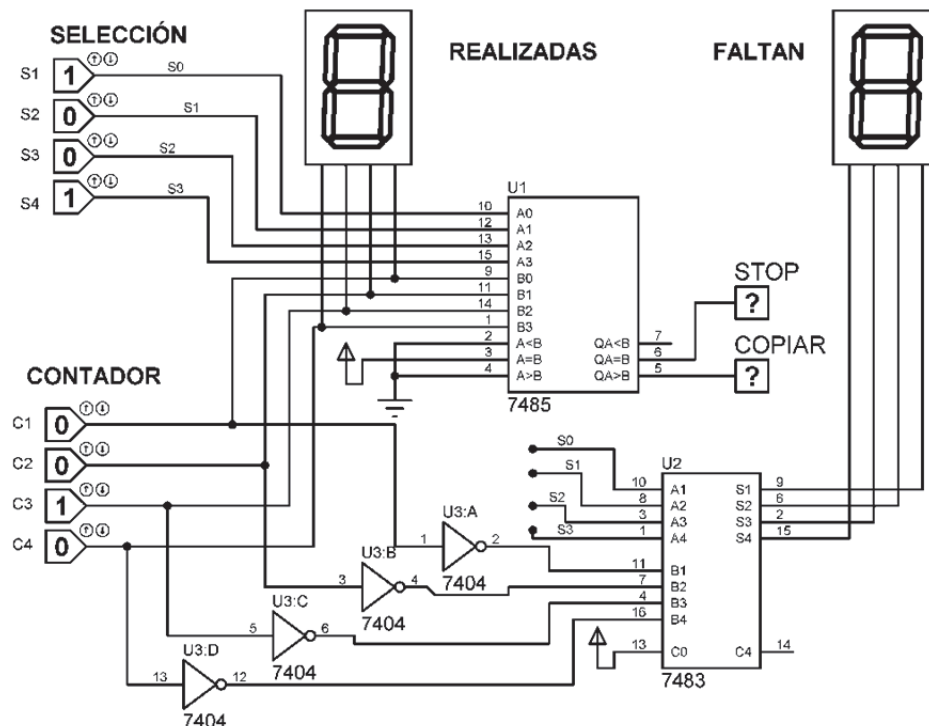 SELECCIÓN
S1 1 S0
S2 0 S1
S3 0 S2
S4 1 S3
REALIZADAS
FALTAN
U1
10 A0
12 A1
13 A2
15 A3
9 B0
11 B1
14 B2
1 B3
2 A<B QA<B 7
3 A=B QA=B 6
4 A>B QA>B 5
7485
STOP
?
COPIAR
?
CONTADOR
C1 0
C2 0
C3 1
C4 0
S0
S1
S2
S3
U2
10 A1 S1 9
8 A2 S2 6
3 A3 S3 2
1 A4 S4 15
11 B1
7 B2
4 B3
16 B4
13 C0 C4 14
7483
U3:A
1 2
7404
U3:B
3 4
7404
U3:C
5 6
7404
U3:D
13 12
7404